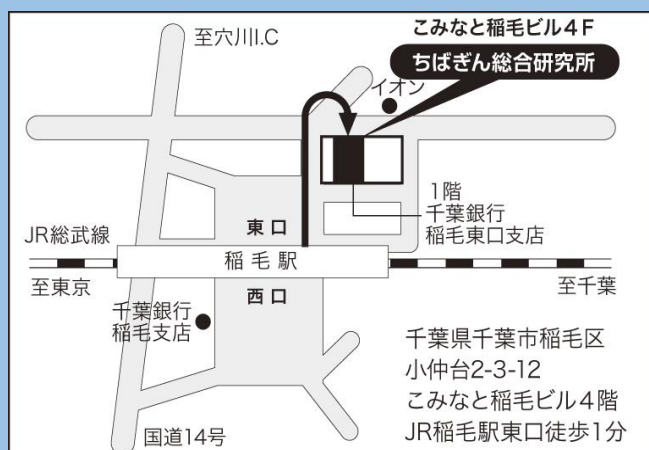 至穴川I.C
こみなと稲毛ビル4F
ちばぎん総合研究所
イオン
1階
千葉銀行
稲毛東口支店
東口
JR総武線
稲毛駅
至東京
西口
至千葉
千葉銀行
稲毛支店
国道14号
千葉県千葉市稲毛区
小仲台2-3-12
こみなと稲毛ビル4階
JR稲毛駅東口徒歩1分